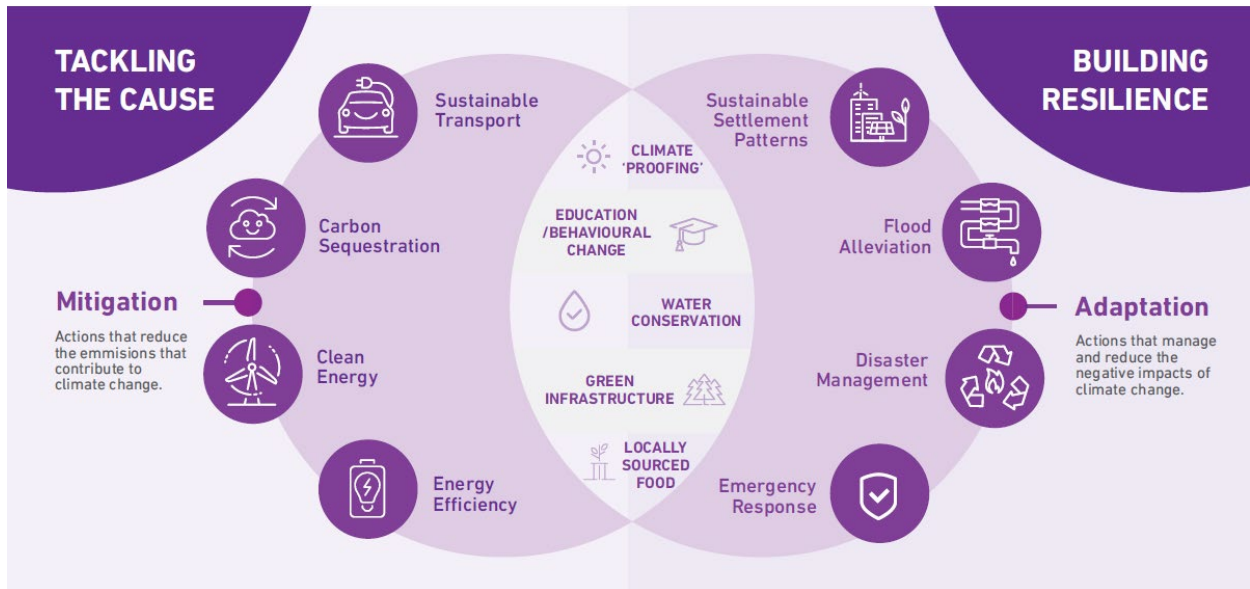 TACKLING
THE CAUSE
Sustainable
Transport
Carbon
Sequestration
Mitigation
Actions that reduce
the emmisions that
contribute to
climate change.
Clean
Energy
Energy
Efficiency
CLIMATE
'PROOFING'
EDUCATION
/BEHAVIOURAL
CHANGE
WATER
CONSERVATION
GREEN
INFRASTRUCTURE
LOCALLY
SOURCED
FOOD
BUILDING
RESILIENCE
Sustainable
Settlement
Patterns
Flood
Alleviation
Adaptation
Actions that manage
and reduce the
negative impacts of
climate change.
Disaster
Management
Emergency
Response